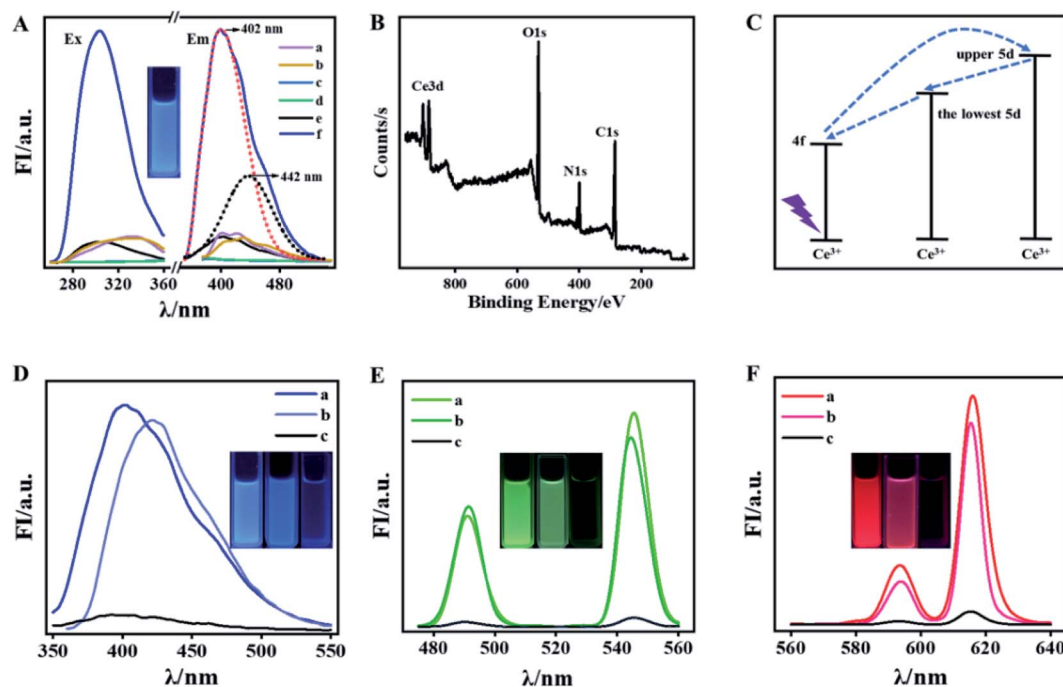 A
Ex
Em
402 nm
442 nm
a
b
c
d
e
f
FI/a.u.
280 320 360 400 480
λ/nm
B
O1s
Ce3d
C1s
N1s
Counts/s
800 600 400 200
Binding Energy/eV
C
upper 5d
the lowest 5d
4f
Ce³⁺ Ce³⁺ Ce³⁺
D
a
b
c
FI/a.u.
350 400 450 500 550
λ/nm
E
a
b
c
FI/a.u.
480 500 520 540 560
λ/nm
F
a
b
c
FI/a.u.
560 580 600 620 640
λ/nm